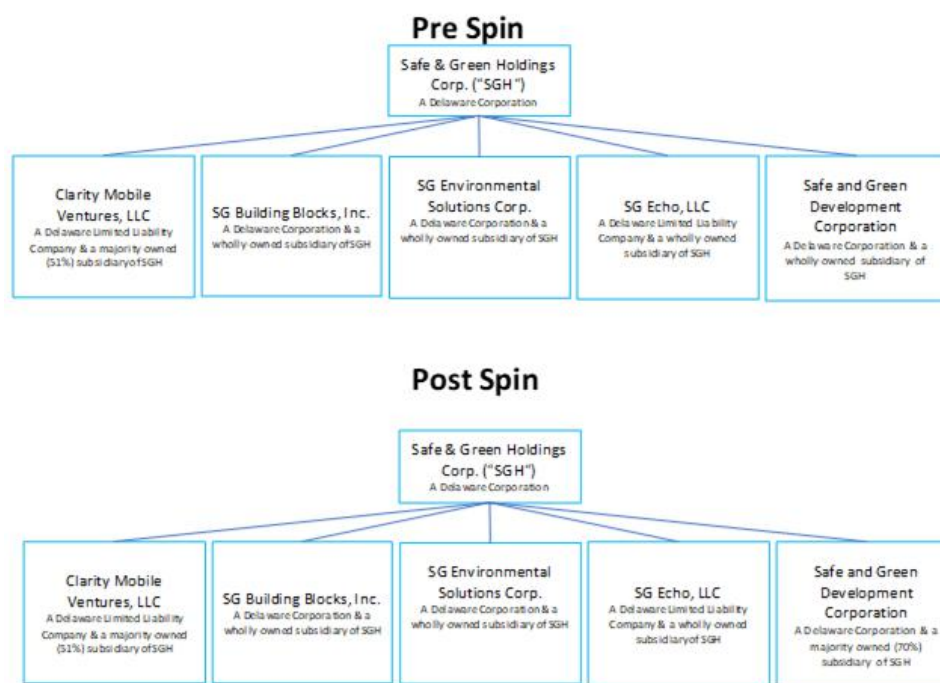 Pre Spin
Safe & Green Holdings
Corp. ("SGH")
A Delaware Corporation
Clarity Mobile
Ventures, LLC
A Delaware Limited Liability
Company & a majority owned
(51%) subsidiary of SGH
SG Building Blocks, Inc.
A Delaware Corporation & a
wholly owned subsidiary of SGH
SG Environmental
Solutions Corp.
A Delaware Corporation & a
wholly owned subsidiary of SGH
SG Echo, LLC
A Delaware Limited Liability
Company & a wholly owned
subsidiary of SGH
Safe and Green
Development
Corporation
A Delaware Corporation & a
wholly owned subsidiary of
SGH
Post Spin
Safe & Green Holdings
Corp. ("SGH")
A Delaware Corporation
Clarity Mobile
Ventures, LLC
A Delaware Limited Liability
Company & a majority owned
(51%) subsidiary of SGH
SG Building Blocks, Inc.
A Delaware Corporation & a
wholly owned subsidiary of SGH
SG Environmental
Solutions Corp.
A Delaware Corporation & a
wholly owned subsidiary of SGH
SG Echo, LLC
A Delaware Limited Liability
Company & a wholly owned
subsidiary of SGH
Safe and Green
Development
Corporation
A Delaware Corporation & a
majority owned (70%)
subsidiary of SGH